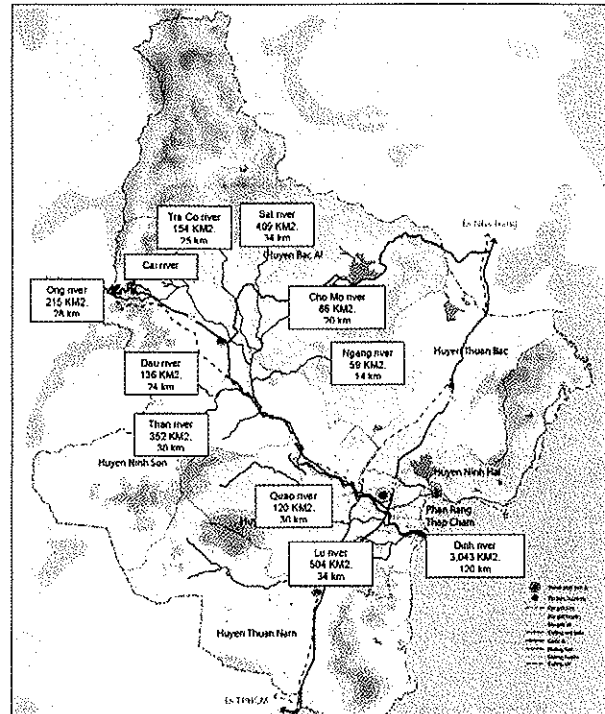 Tra Co river
154 KM2.
25 km
Sat river
409 KM2.
34 km
Huyen Bac Ai
Cai river
Ong river
215 KM2.
28 km
Cho Mo river
86 KM2.
20 km
Dau river
136 KM2.
24 km
Ngang river
59 KM2.
14 km
Huyen Thuan Bac
Than river
352 KM2.
30 km
Huyen Ninh Son
Huyen Ninh Hai
Quao river
120 KM2.
30 km
Phan Rang
Thap Cham
Lu river
504 KM2.
34 km
Dinh river
3,043 KM2.
120 km
Huyen Thuan Nam